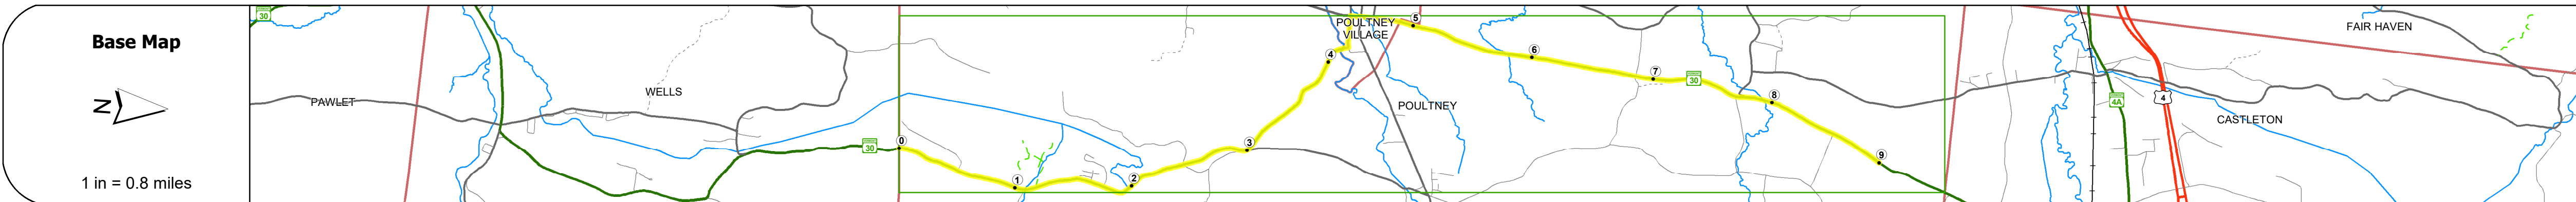 Base Map
N
1 in = 0.8 miles
30
PAWLET
WELLS
30
0
1
2
3
4
POULTNEY
VILLAGE
5
POULTNEY
6
7
30
8
9
4A
4
CASTLETON
FAIR HAVEN